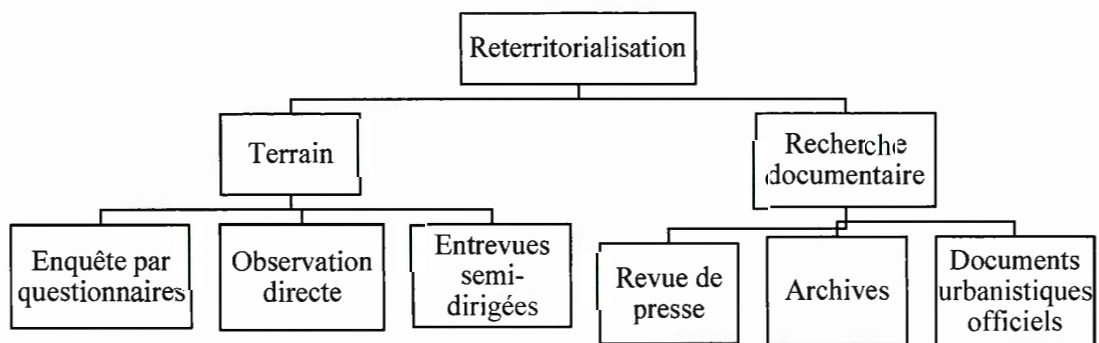 Reterritorialisation
Terrain
Recherche
documentaire
Enquête par
questionnaires
Observation
directe
Entrevues
semi-
dirigées
Revue de
presse
Archives
Documents
urbanistiques
officiels